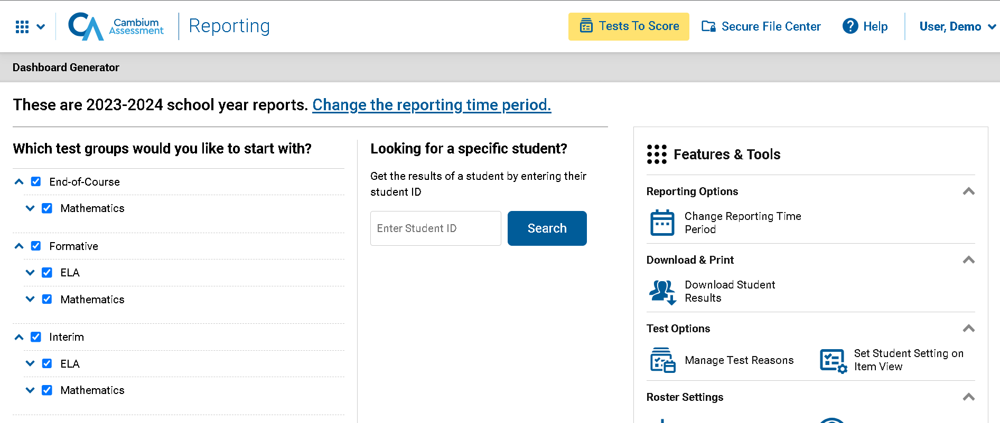 Cambium
Assessment
Reporting
Tests To Score
Secure File Center
Help
User, Demo
Dashboard Generator
These are 2023-2024 school year reports. Change the reporting time period.
Which test groups would you like to start with?
End-of-Course
Mathematics
Formative
ELA
Mathematics
Interim
ELA
Mathematics
Looking for a specific student?
Get the results of a student by entering their
student ID
Enter Student ID
Search
Features & Tools
Reporting Options
Change Reporting Time
Period
Download & Print
Download Student
Results
Test Options
Manage Test Reasons
Set Student Setting on
Item View
Roster Settings